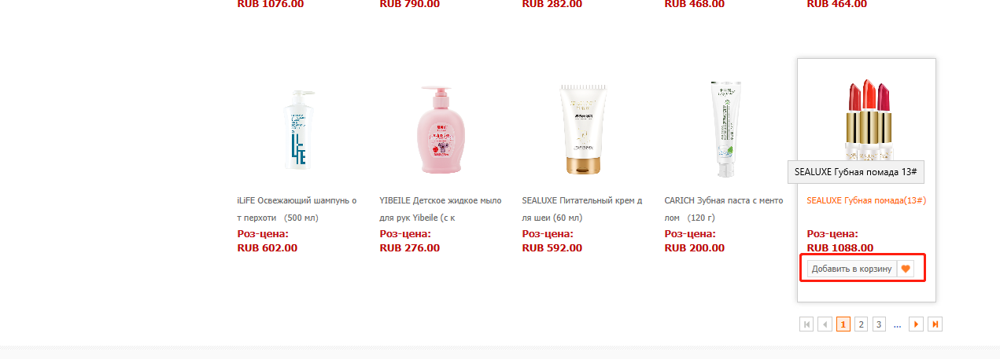 RUB 1076.00
RUB 790.00
RUB 282.00
RUB 468.00
RUB 464.00
iLiFE Освежающий шампунь о
т перхоти (500 мл)
Роз-цена:
RUB 602.00
YIBEILE Детское жидкое мыло
для рук Yibeile (с к
Роз-цена:
RUB 276.00
SEALUXE Питательный крем д
ля шеи (60 мл)
Роз-цена:
RUB 592.00
CARICH Зубная паста с менто
лом (120 г)
Роз-цена:
RUB 200.00
SEALUXE Губная помада 13#
SEALUXE Губная помада(13#)
Роз-цена:
RUB 1088.00
Добавить в корзину
1 2 3 ...